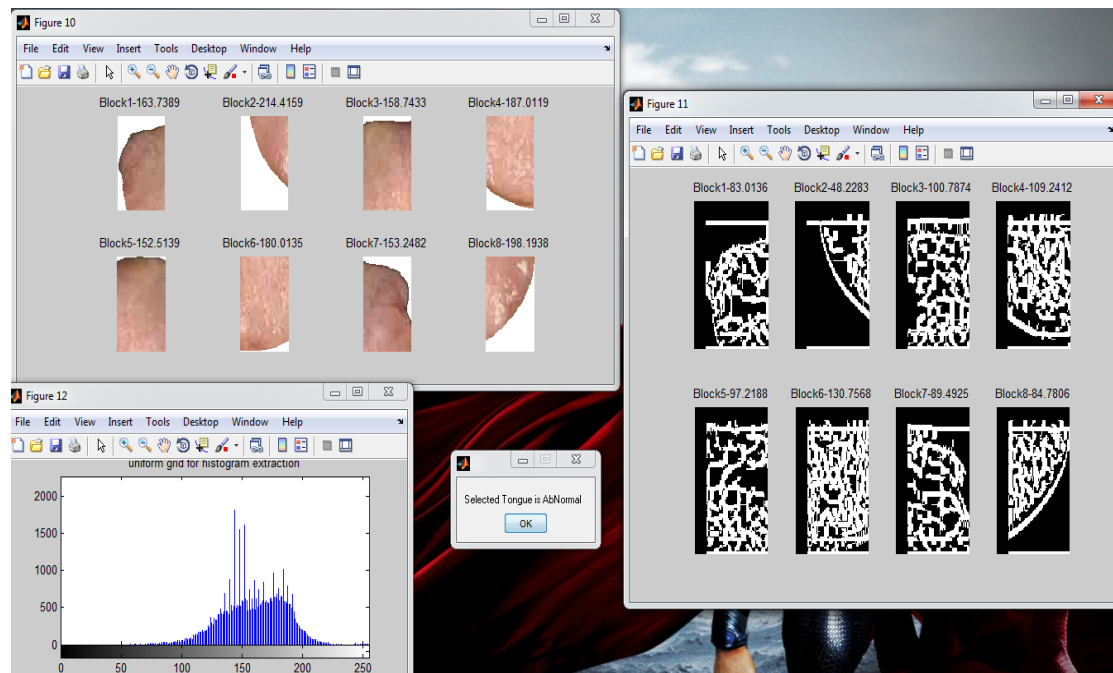 Figure 10
File Edit View Insert Tools Desktop Window Help
Block1-163.7389 Block2-214.4159 Block3-158.7433 Block4-187.0119
Block5-152.5139 Block6-180.0135 Block7-153.2482 Block8-198.1938
Figure 11
File Edit View Insert Tools Desktop Window Help
Block1-83.0136 Block2-48.2283 Block3-100.7874 Block4-109.2412
Block5-97.2188 Block6-130.7568 Block7-89.4925 Block8-84.7806
Figure 12
File Edit View Insert Tools Desktop Window Help
uniform grid for histogram extraction
2000
1500
1000
500
0
0 50 100 150 200 250
Selected Tongue is AbNormal
OK